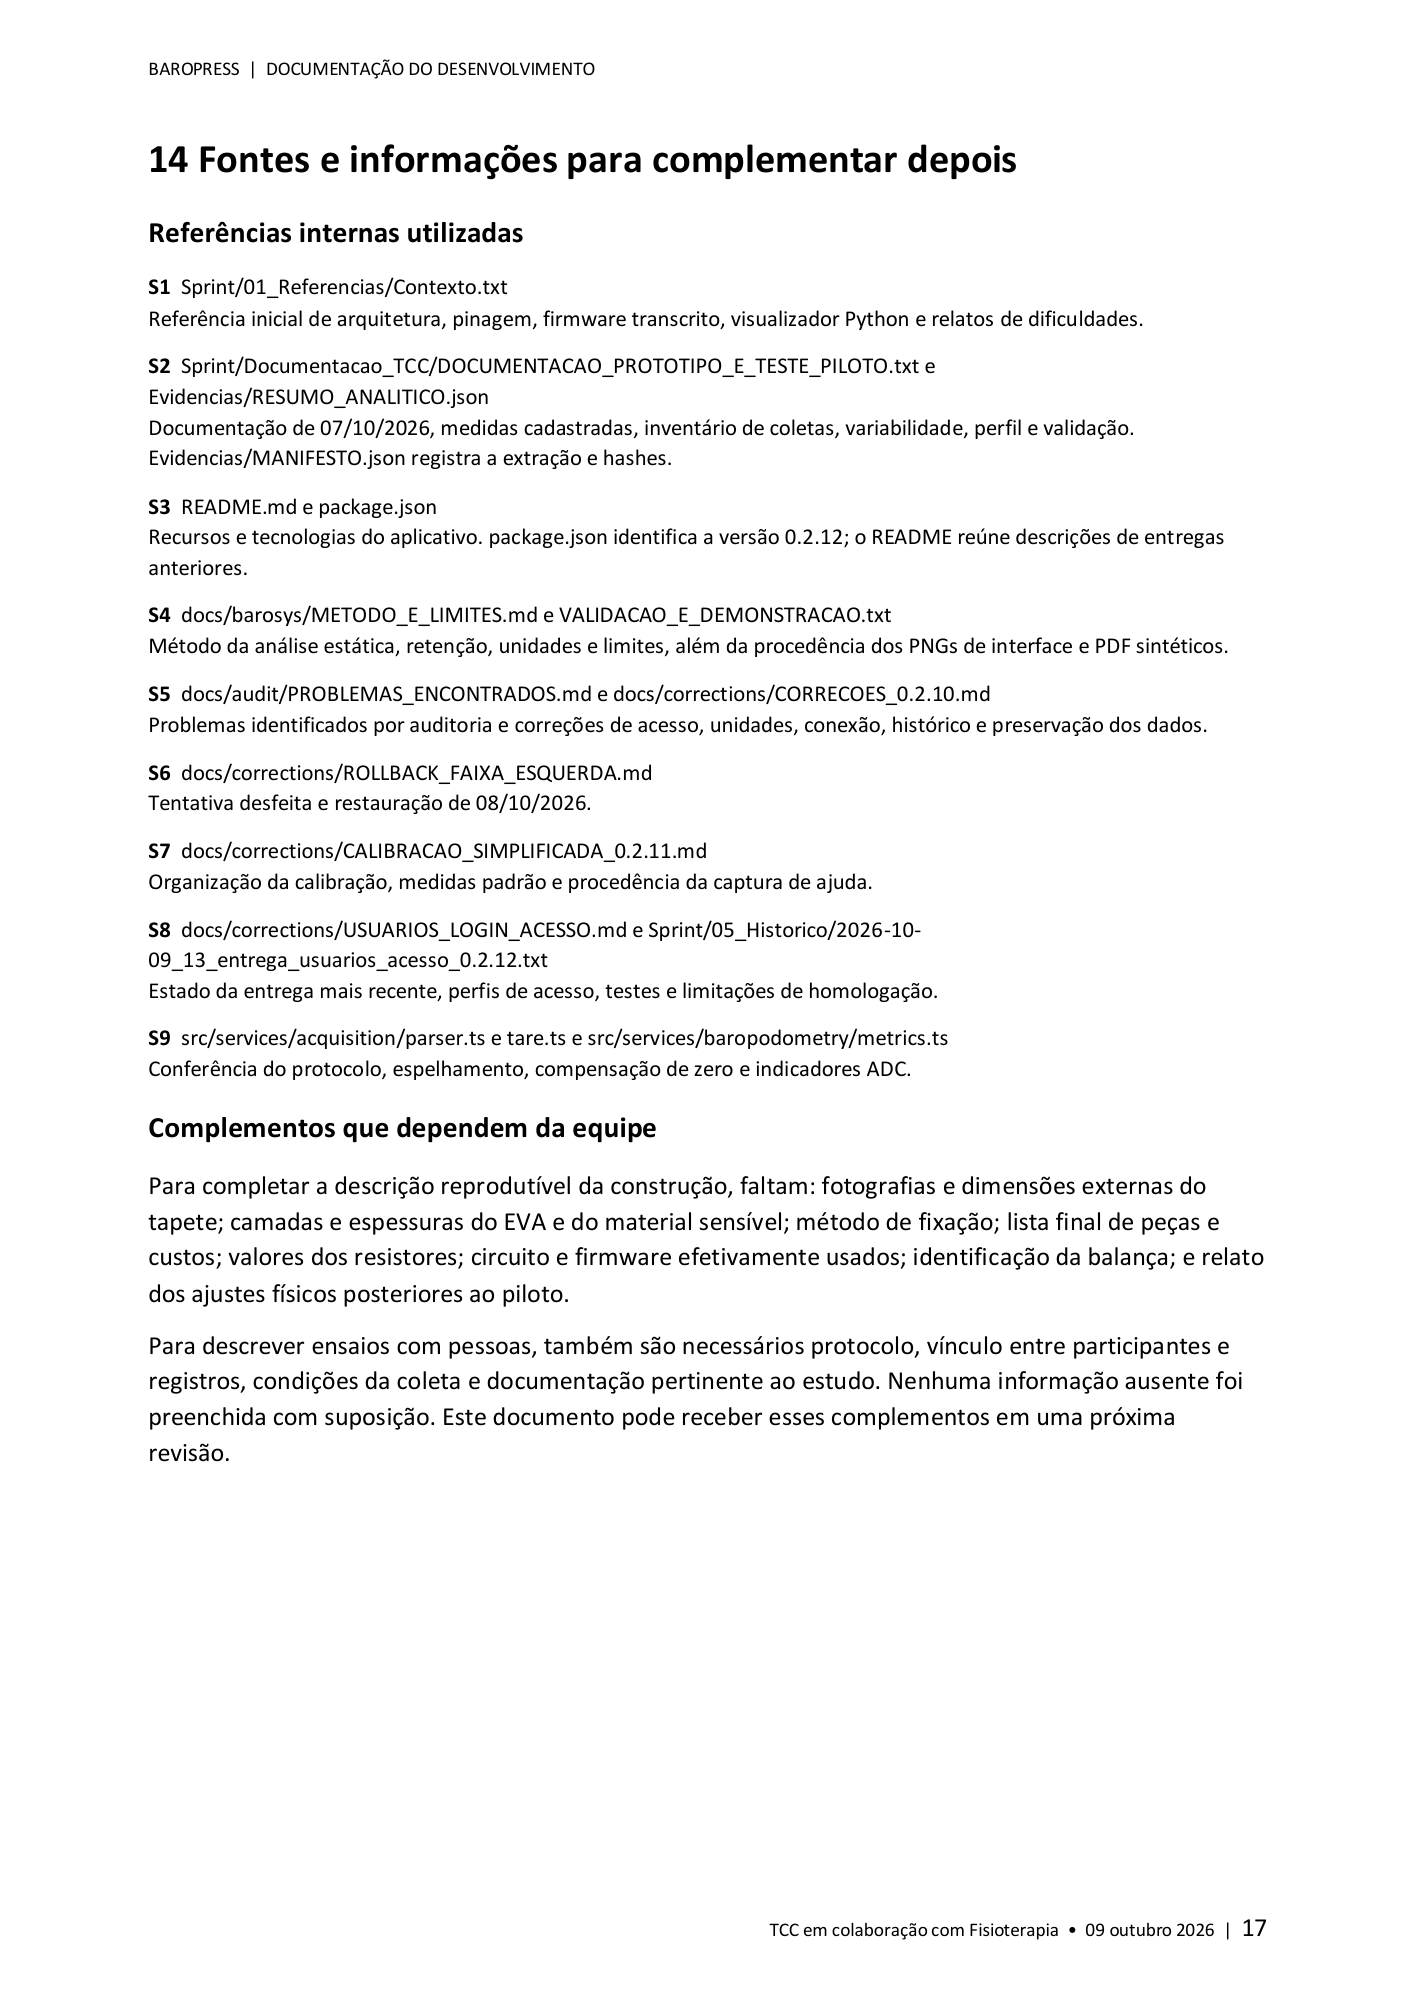 BAROPRESS | DOCUMENTAÇÃO DO DESENVOLVIMENTO
14 Fontes e informações para complementar depois
Referências internas utilizadas
S1 Sprint/01_Referencias/Contexto.txt
Referência inicial de arquitetura, pinagem, firmware transcrito, visualizador Python e relatos de dificuldades.
S2 Sprint/Documentacao_TCC/DOCUMENTACAO_PROTOTIPO_E_TESTE_PILOTO.txt e
Evidencias/RESUMO_ANALITICO.json
Documentação de 07/10/2026, medidas cadastradas, inventário de coletas, variabilidade, perfil e validação.
Evidencias/MANIFESTO.json registra a extração e hashes.
S3 README.md e package.json
Recursos e tecnologias do aplicativo. package.json identifica a versão 0.2.12; o README reúne descrições de entregas
anteriores.
S4 docs/barosys/METODO_E_LIMITES.md e VALIDACAO_E_DEMONSTRACAO.txt
Método da análise estática, retenção, unidades e limites, além da procedência dos PNGs de interface e PDF sintéticos.
S5 docs/audit/PROBLEMAS_ENCONTRADOS.md e docs/corrections/CORRECOES_0.2.10.md
Problemas identificados por auditoria e correções de acesso, unidades, conexão, histórico e preservação dos dados.
S6 docs/corrections/ROLLBACK_FAIXA_ESQUERDA.md
Tentativa desfeita e restauração de 08/10/2026.
S7 docs/corrections/CALIBRACAO_SIMPLIFICADA_0.2.11.md
Organização da calibração, medidas padrão e procedência da captura de ajuda.
S8 docs/corrections/USUARIOS_LOGIN_ACESSO.md e Sprint/05_Historico/2026-10-
09_13_entrega_usuarios_acesso_0.2.12.txt
Estado da entrega mais recente, perfis de acesso, testes e limitações de homologação.
S9 src/services/acquisition/parser.ts e tare.ts e src/services/baropodometry/metrics.ts
Conferência do protocolo, espelhamento, compensação de zero e indicadores ADC.
Complementos que dependem da equipe
Para completar a descrição reprodutível da construção, faltam: fotografias e dimensões externas do
tapete; camadas e espessuras do EVA e do material sensível; método de fixação; lista final de peças e
custos; valores dos resistores; circuito e firmware efetivamente usados; identificação da balança; e relato
dos ajustes físicos posteriores ao piloto.
Para descrever ensaios com pessoas, também são necessários protocolo, vínculo entre participantes e
registros, condições da coleta e documentação pertinente ao estudo. Nenhuma informação ausente foi
preenchida com suposição. Este documento pode receber esses complementos em uma próxima
revisão.
TCC em colaboração com Fisioterapia • 09 outubro 2026 | 17